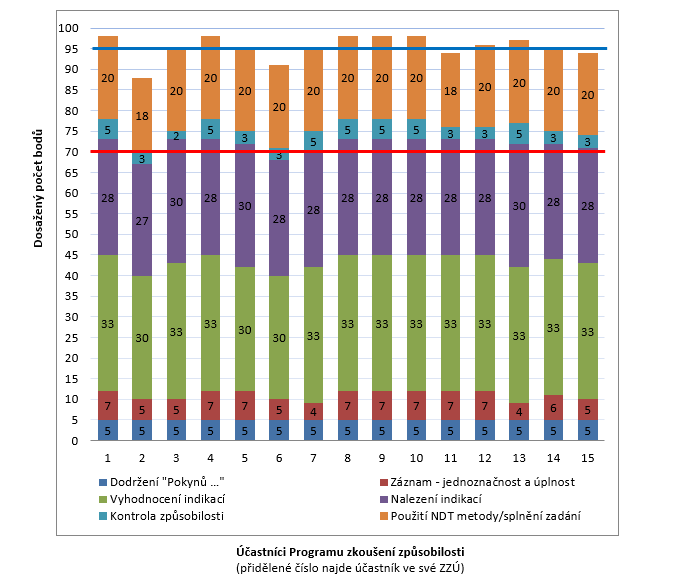 100
95
90
85
80
75
70
65
60
55
50
45
40
35
30
25
20
15
10
5
0
Dosažený počet bodů
20 18 20 20 20 20 20 20 20 20 18 20 20 20 20
5 3 2 5 3 3 5 5 5 5 3 3 5 3 3
28 27 30 28 30 28 28 28 28 28 28 28 30 28 28
33 30 33 33 30 30 33 33 33 33 33 33 33 33 33
7 5 5 7 7 5 4 7 7 7 7 7 4 6 5
5 5 5 5 5 5 5 5 5 5 5 5 5 5 5
1 2 3 4 5 6 7 8 9 10 11 12 13 14 15
Dodržení "Pokynů ..." Záznam - jednoznačnost a úplnost
Vyhodnocení indikací Nalezení indikací
Kontrola způsobilosti Použití NDT metody/splnění zadání
Účastníci Programu zkoušení způsobilosti
(přidělené číslo najde účastník ve své ZZÚ)